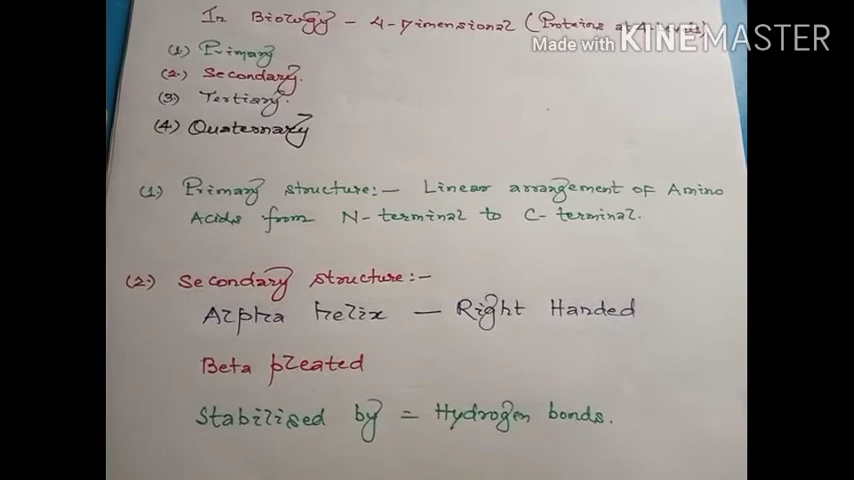 In Biology - 4-Dimensional (Proteins at 4
Made with KINEMASTER
(1) Primary
(2.) Secondary.
(3) Tertiary.
(4) Quaternary
(1.) Primary structure:- Linear arrangement of Amino
Acids from N-terminal to C-terminal.
(2.) Secondary structure:-
Alpha helix - Right Handed
Beta pleated
Stabilised by = Hydrogen bonds.